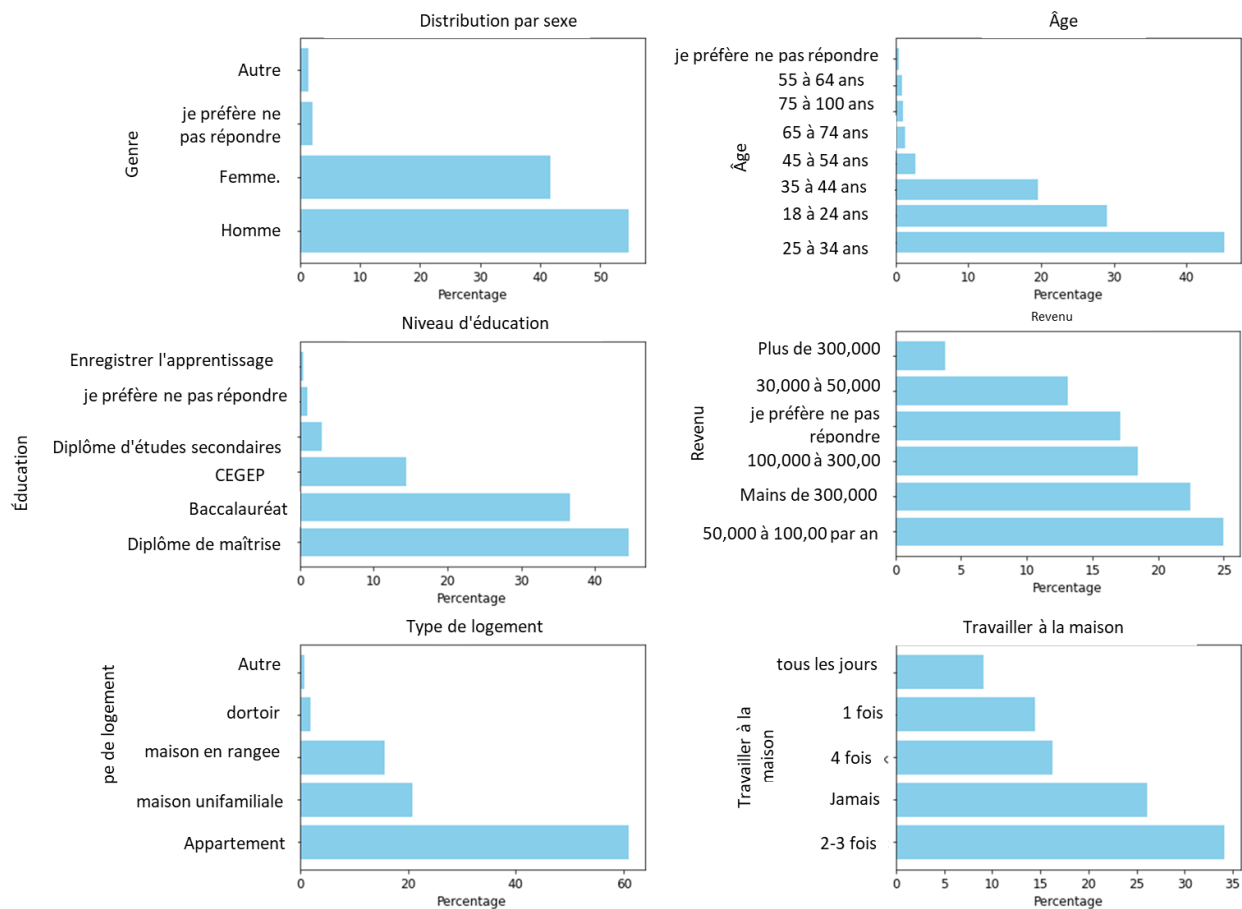 Distribution par sexe
Genre
Autre
je préfère ne
pas répondre
Femme.
Homme
0 10 20 30 40 50
Percentage
Âge
Âge
je préfère ne pas répondre
55 à 64 ans
75 à 100 ans
65 à 74 ans
45 à 54 ans
35 à 44 ans
18 à 24 ans
25 à 34 ans
0 10 20 30 40
Percentage
Niveau d'éducation
Éducation
Enregistrer l'apprentissage
je préfère ne pas répondre
Diplôme d'études secondaires
CEGEP
Baccalauréat
Diplôme de maîtrise
0 10 20 30 40
Percentage
Revenu
Revenu
Plus de 300,000
30,000 à 50,000
je préfère ne pas
répondre
100,000 à 300,00
Mains de 300,000
50,000 à 100,00 par an
0 5 10 15 20 25
Percentage
Type de logement
pe de logement
Autre
dortoir
maison en rangee
maison unifamiliale
Appartement
0 20 40 60
Percentage
Travailler à la maison
Travailler à la
maison
tous les jours
1 fois
4 fois
Jamais
2-3 fois
0 5 10 15 20 25 30 35
Percentage